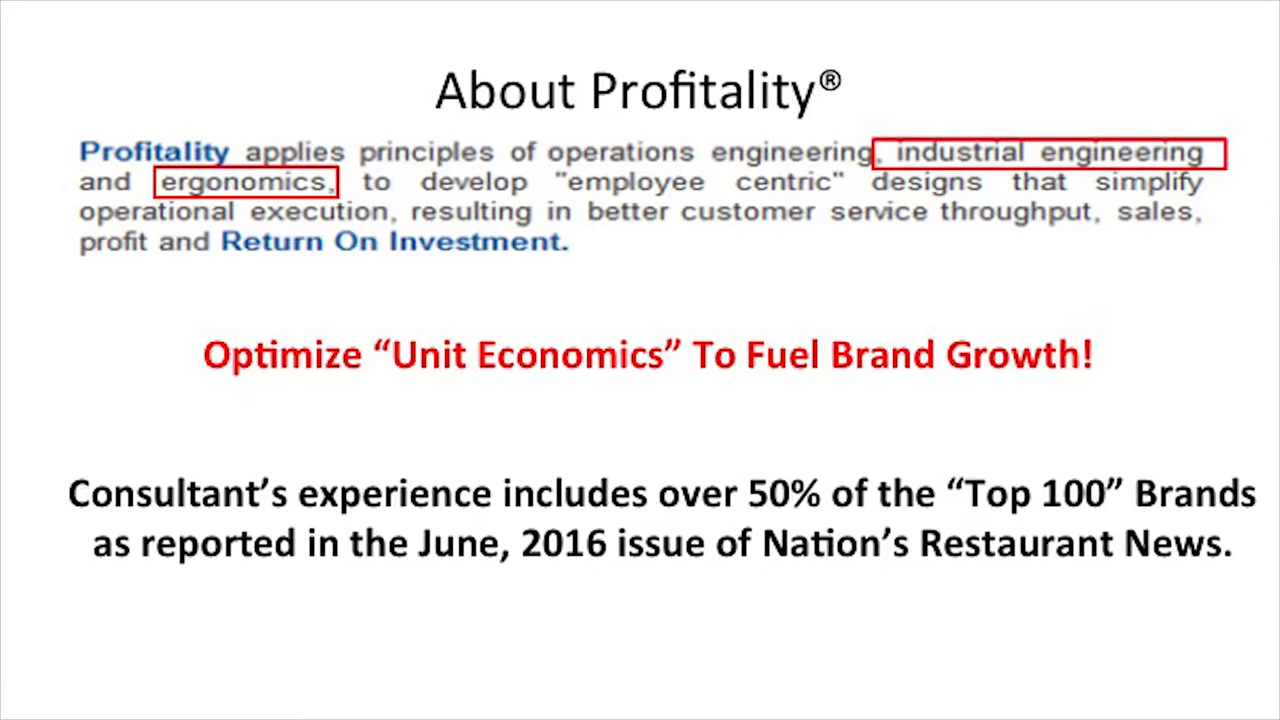 About Profitality®
Profitality applies principles of operations engineering, industrial engineering
and ergonomics, to develop "employee centric" designs that simplify
operational execution, resulting in better customer service throughput, sales,
profit and Return On Investment.
Optimize “Unit Economics” To Fuel Brand Growth!
Consultant’s experience includes over 50% of the “Top 100” Brands
as reported in the June, 2016 issue of Nation’s Restaurant News.